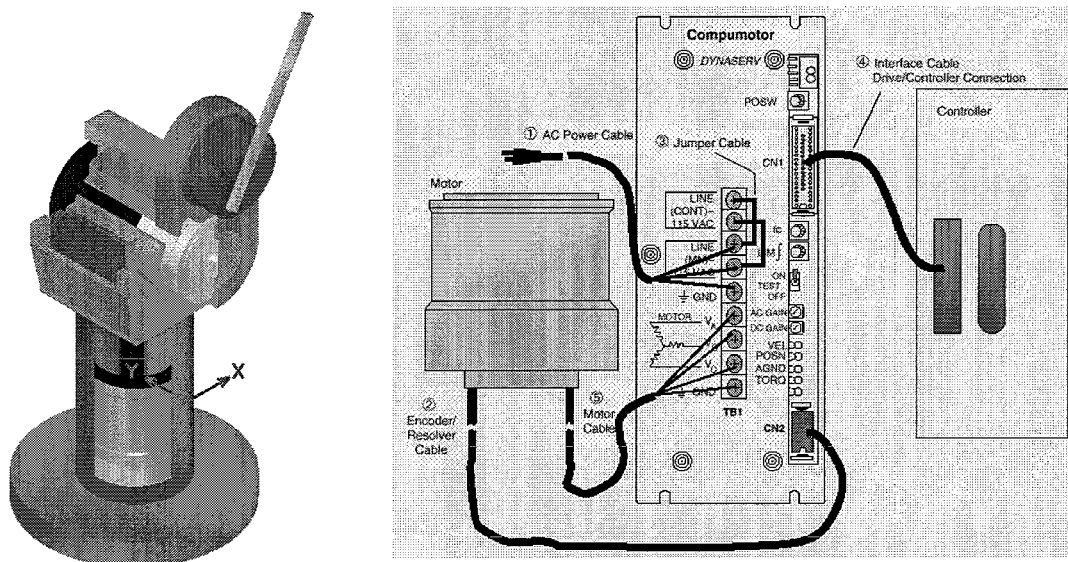 Y
X
Compumotor
DYNASERV
POSW
④ Interface Cable
Drive/Controller Connection
Controller
① AC Power Cable
③ Jumper Cable
CN1
Motor
LINE
(CONT)~
115 VAC
LINE
GND
ON
TEST
OFF
AC GAIN
DC GAIN
MOTOR
VEL
POSN
AGND
TORQ
GND
TB1
CN2
② 
Encoder/
Resolver
Cable
⑤
Motor
Cable